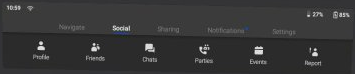 10:59 27% 85%
Navigate Social Sharing Notifications Settings
Profile Friends Chats Parties Events Report